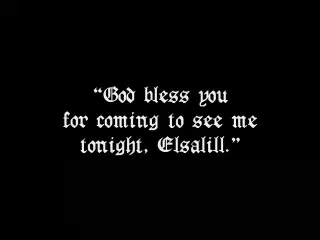 “God bless you
for coming to see me
tonight, Elsalill.”